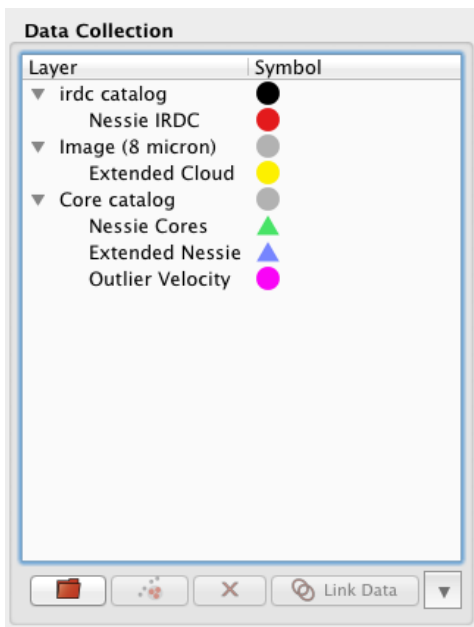 Data Collection
Layer Symbol
irdc catalog
Nessie IRDC
Image (8 micron)
Extended Cloud
Core catalog
Nessie Cores
Extended Nessie
Outlier Velocity
Link Data